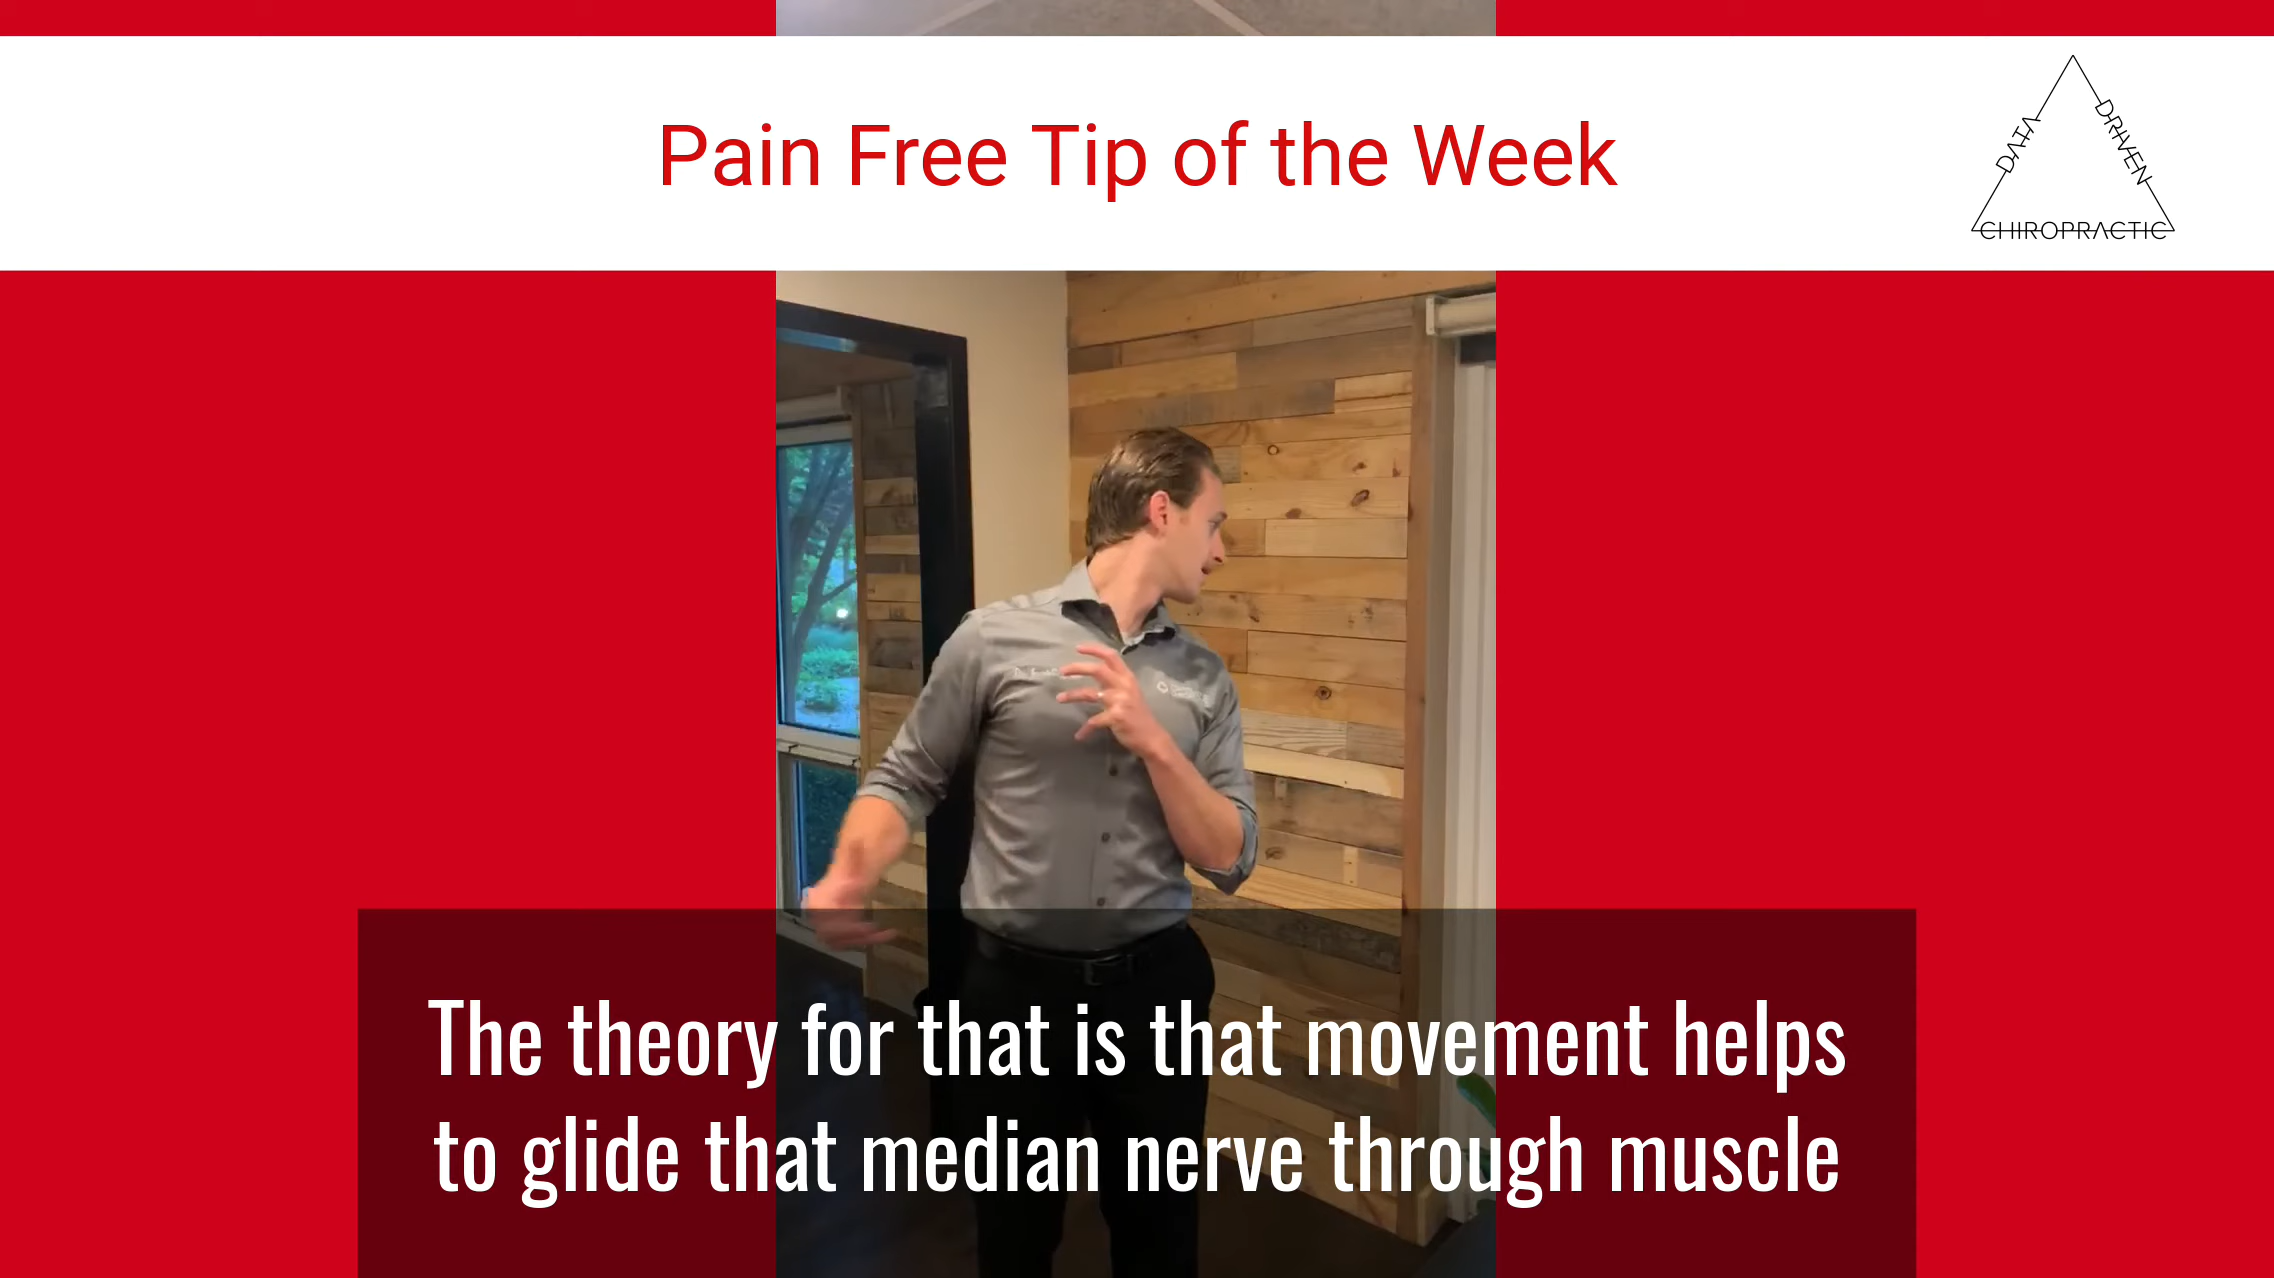 Pain Free Tip of the Week
DATA
DRIVEN
CHIROPRACTIC
The theory for that is that movement helps
to glide that median nerve through muscle